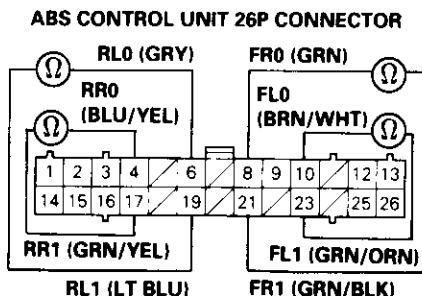 ABS CONTROL UNIT 26P CONNECTOR
RL0 (GRY)
FR0 (GRN)
Ω
Ω
RR0
(BLU/YEL)
FL0
(BRN/WHT)
Ω
Ω
1 2 3 4 6 8 9 10 12 13
14 15 16 17 19 21 23 25 26
RR1 (GRN/YEL)
FL1 (GRN/ORN)
RL1 (LT BLU)
FR1 (GRN/BLK)